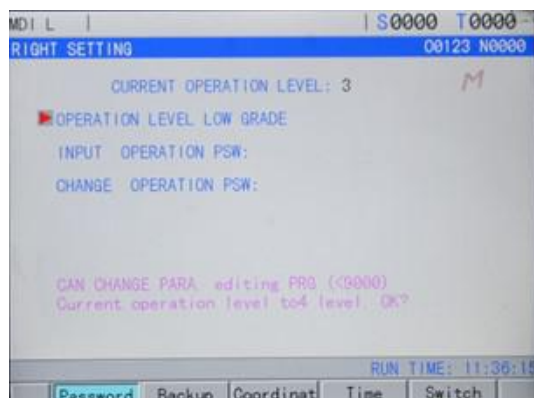 MDI L S0000 T0000
RIGHT SETTING O0123 N0000
CURRENT OPERATION LEVEL: 3
M
OPERATION LEVEL LOW GRADE
INPUT OPERATION PSW:
CHANGE OPERATION PSW:
CAN CHANGE PARA editing PRG (<9000)
Current operation level to4 level, OK?
RUN TIME: 11:36:15
Password Backup Coordinat Time Switch